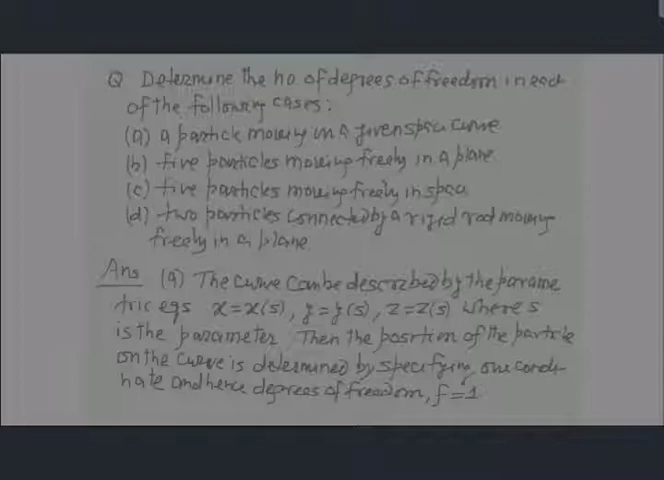 Q Determine the no of degrees of freedom in each
of the following cases:
(a) a particle moving in a given space curve
(b) five particles moving freely in a plane
(c) five particles moving freely in space
(d) two particles connected by a rigid rod moving
freely in a plane
Ans (a) The curve can be described by the parame
tric eqs x=x(s), y=y(s), z=z(s) where s
is the parameter Then the position of the particle
on the curve is determined by specifying one coordi-
nate and hence degrees of freedom, f=1